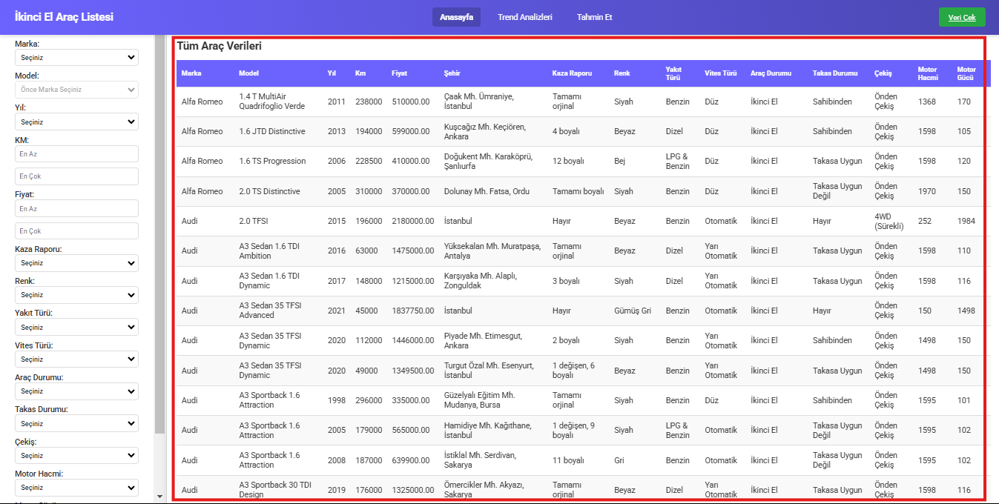 İkinci El Araç Listesi
Anasayfa
Trend Analizleri
Tahmin Et
Veri Çek
Marka:
Seçiniz
Model:
Önce Marka Seçiniz
Yıl:
Seçiniz
KM:
En Az
En Çok
Fiyat:
En Az
En Çok
Kaza Raporu:
Seçiniz
Renk:
Seçiniz
Yakıt Türü:
Seçiniz
Vites Türü:
Seçiniz
Araç Durumu:
Seçiniz
Takas Durumu:
Seçiniz
Çekiş:
Seçiniz
Motor Hacmi:
Seçiniz
Tüm Araç Verileri
Marka Model Yıl Km Fiyat Şehir Kaza Raporu Renk Yakıt Türü Vites Türü Araç Durumu Takas Durumu Çekiş Motor Hacmi Motor Gücü
Alfa Romeo 1.4 T MultiAir Quadrifoglio Verde 2011 238000 510000.00 Çaak Mh. Ümraniye, İstanbul Tamamı orjinal Siyah Benzin Düz İkinci El Sahibinden Önden Çekiş 1368 170
Alfa Romeo 1.6 JTD Distinctive 2013 194000 599000.00 Kuşcağız Mh. Keçiören, Ankara 4 boyalı Beyaz Dizel Düz İkinci El Sahibinden Önden Çekiş 1598 105
Alfa Romeo 1.6 TS Progression 2006 228500 410000.00 Doğukent Mh. Karaköprü, Şanlıurfa 12 boyalı Bej LPG & Benzin Düz İkinci El Takasa Uygun Önden Çekiş 1598 120
Alfa Romeo 2.0 TS Distinctive 2005 310000 370000.00 Dolunay Mh. Fatsa, Ordu Tamamı boyalı Siyah Benzin Düz İkinci El Takasa Uygun Değil Önden Çekiş 1970 150
Audi 2.0 TFSI 2015 196000 2180000.00 İstanbul Hayır Beyaz Benzin Otomatik İkinci El Hayır 4WD (Sürekli) 252 1984
Audi A3 Sedan 1.6 TDI Ambition 2016 63000 1475000.00 Yüksekalan Mh. Muratpaşa, Antalya Tamamı orjinal Beyaz Dizel Yarı Otomatik İkinci El Sahibinden Önden Çekiş 1598 110
Audi A3 Sedan 1.6 TDI Dynamic 2017 148000 1215000.00 Karşıyaka Mh. Alaplı, Zonguldak 3 boyalı Siyah Dizel Yarı Otomatik İkinci El Takasa Uygun Önden Çekiş 1598 116
Audi A3 Sedan 35 TFSI Advanced 2021 45000 1837750.00 İstanbul Hayır Gümüş Gri Benzin Otomatik İkinci El Hayır Önden Çekiş 150 1498
Audi A3 Sedan 35 TFSI Dynamic 2020 112000 1446000.00 Piyade Mh. Etimesgut, Ankara 2 boyalı Siyah Benzin Yarı Otomatik İkinci El Sahibinden Önden Çekiş 1498 150
Audi A3 Sedan 35 TFSI Dynamic 2020 49000 1349500.00 Turgut Özal Mh. Esenyurt, İstanbul 1 değişen, 6 boyalı Beyaz Benzin Yarı Otomatik İkinci El Takasa Uygun Önden Çekiş 1498 150
Audi A3 Sportback 1.6 Attraction 1998 296000 335000.00 Güzelyalı Eğitim Mh. Mudanya, Bursa Tamamı orjinal Siyah Benzin Düz İkinci El Sahibinden Önden Çekiş 1595 101
Audi A3 Sportback 1.6 Attraction 2005 179000 565000.00 Hamidiye Mh. Kağıthane, İstanbul 1 değişen, 9 boyalı Siyah LPG & Benzin Otomatik İkinci El Takasa Uygun Değil Önden Çekiş 1595 102
Audi A3 Sportback 1.6 Attraction 2008 187000 639900.00 İstiklal Mh. Serdivan, Sakarya 11 boyalı Gri Benzin Otomatik İkinci El Takasa Uygun Değil Önden Çekiş 1595 102
Audi A3 Sportback 30 TDI Design 2019 176000 1325000.00 Ömercikler Mh. Akyazı, Sakarya Tamamı orjinal Beyaz Dizel Yarı Otomatik İkinci El Takasa Uygun Önden Çekiş 1598 116